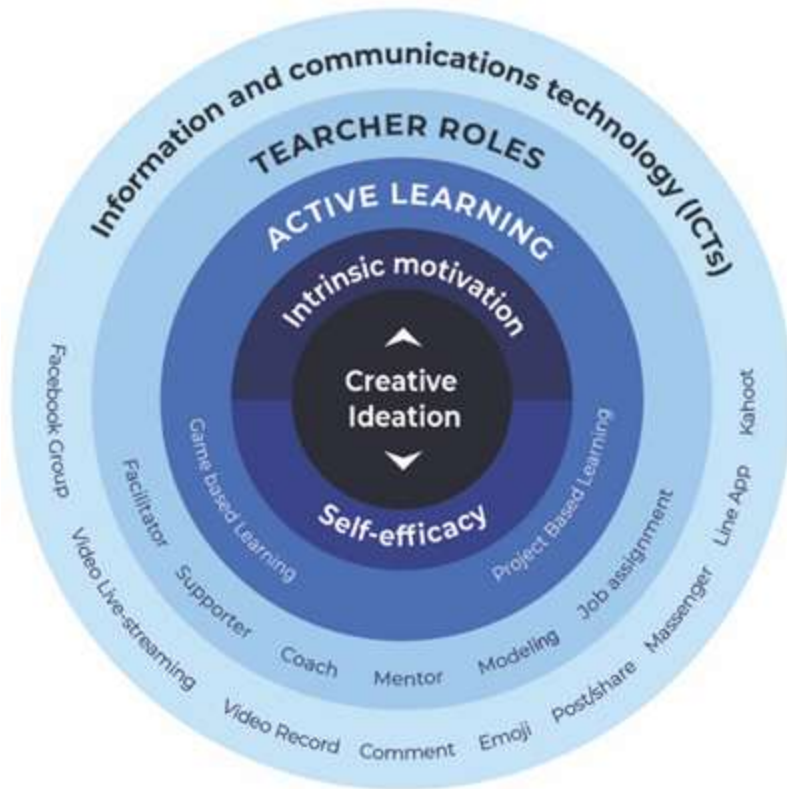 Information and communications technology (ICTs)
TEARCHER ROLES
ACTIVE LEARNING
Intrinsic motivation
Creative
Ideation
Self-efficacy
Game based Learning
Project Based Learning
Facilitator
Supporter
Coach
Mentor
Modeling
Job assignment
Facebook Group
Video Live-streaming
Video Record
Comment
Emoji
Post/share
Massenger
Line App
Kahoot